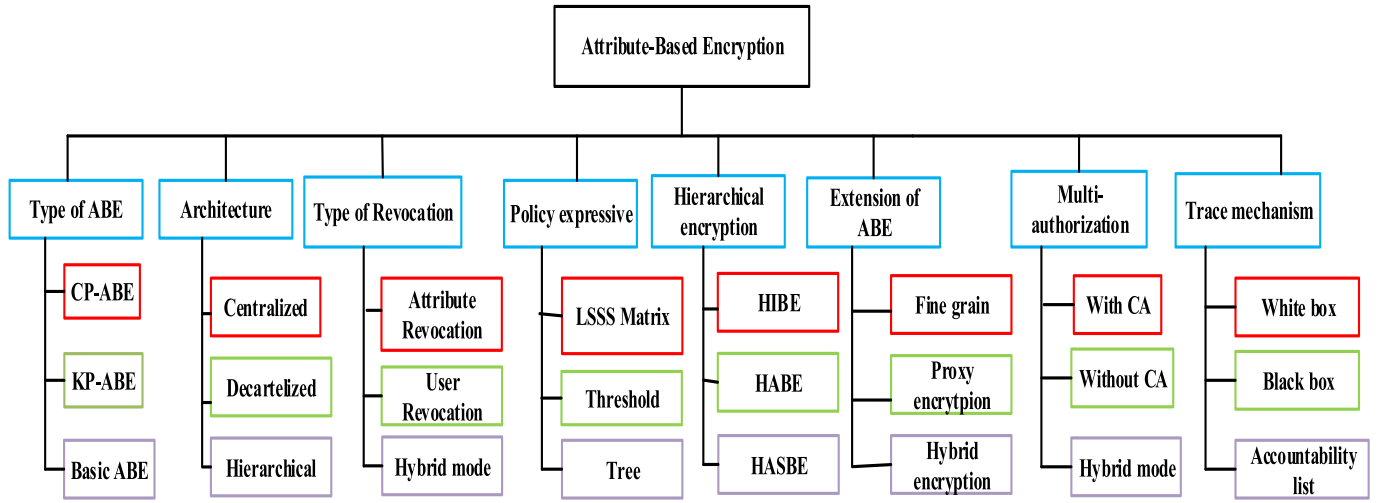 Attribute-Based Encryption
Type of ABE
CP-ABE
KP-ABE
Basic ABE
Architecture
Centralized
Decartelized
Hierarchical
Type of Revocation
Attribute
Revocation
User
Revocation
Hybrid mode
Policy expressive
LSSS Matrix
Threshold
Tree
Hierarchical
encryption
HIBE
HABE
HASBE
Extension of
ABE
Fine grain
Proxy
encrytpion
Hybrid
encryption
Multi-
authorization
With CA
Without CA
Hybrid mode
Trace mechanism
White box
Black box
Accountability
list